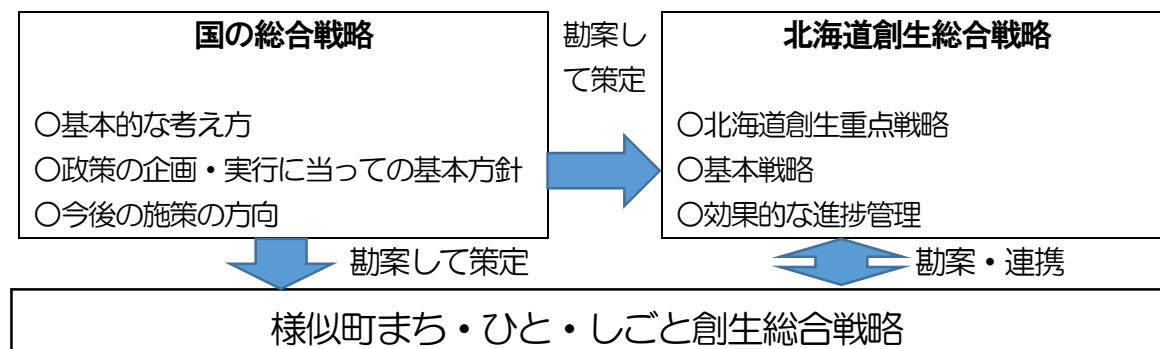 国の総合戦略
○基本的な考え方
○政策の企画・実行に当っての基本方針
○今後の施策の方向
勘案し
て策定
北海道創生総合戦略
○北海道創生重点戦略
○基本戦略
○効果的な進捗管理
勘案して策定
勘案・連携
様似町まち・ひと・しごと創生総合戦略